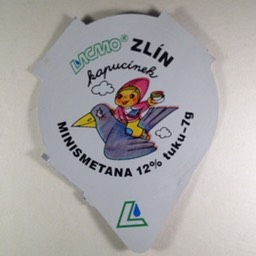 LACMO® ZLÍN
kapucínek
MINISMETANA 12% tuku-7g